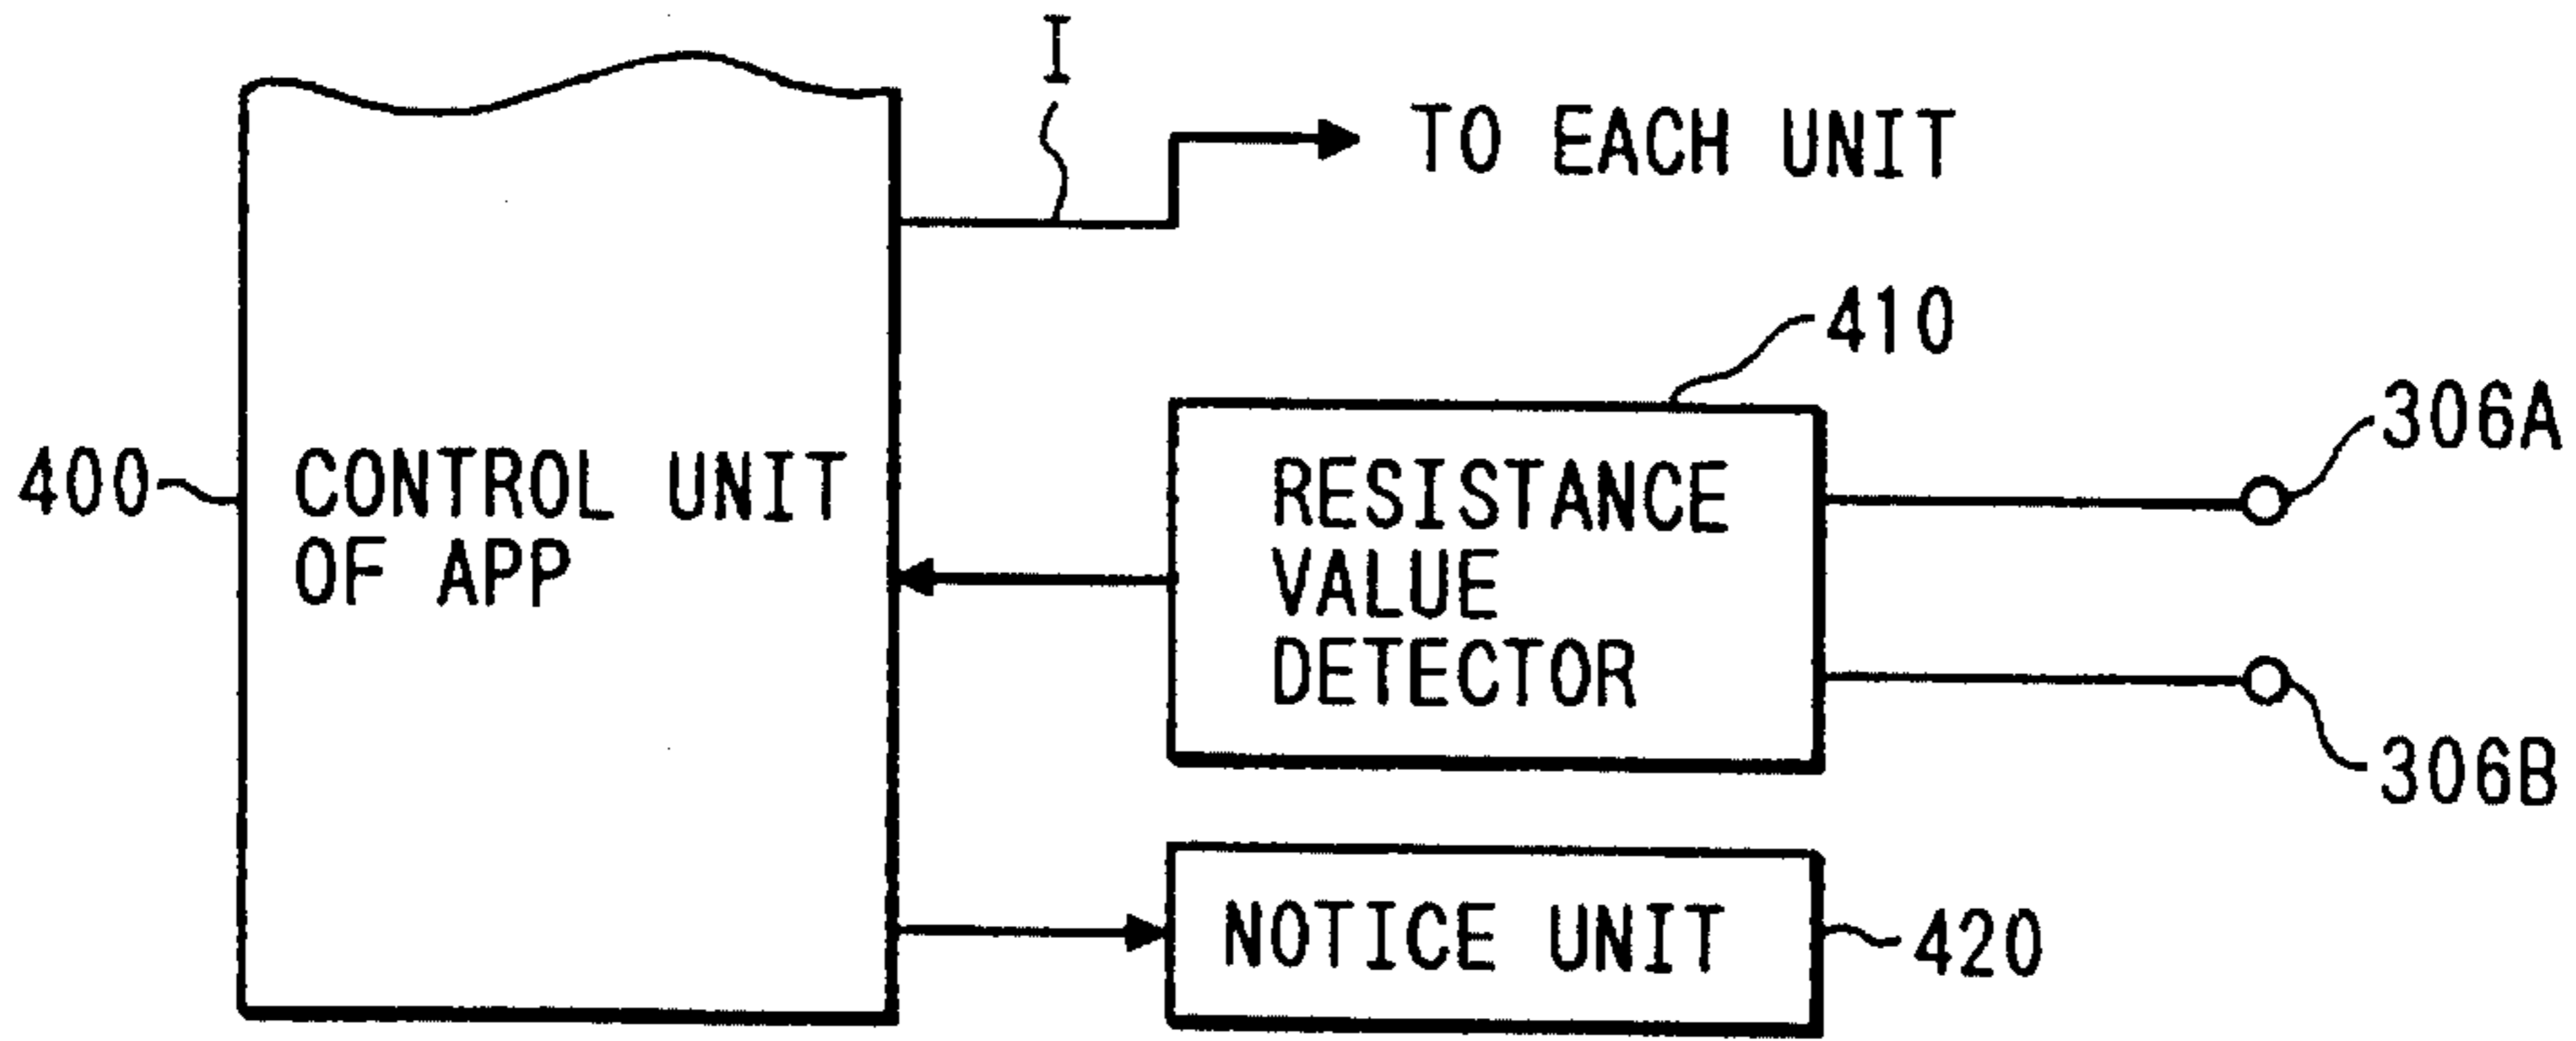 I
TO EACH UNIT
410
306A
400
CONTROL UNIT
OF APP
RESISTANCE
VALUE
DETECTOR
306B
NOTICE UNIT
420